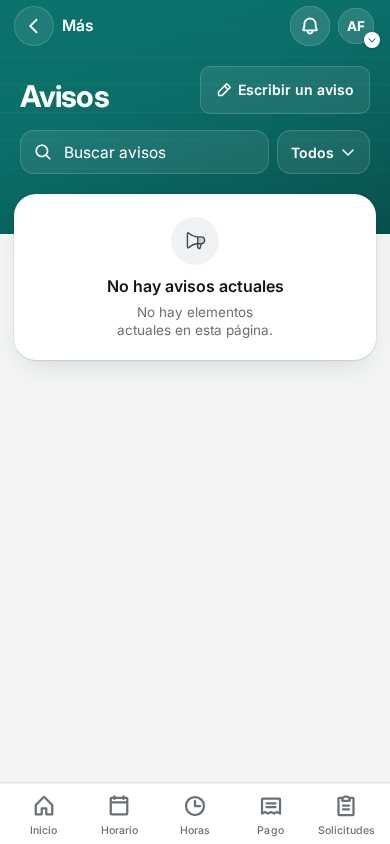 Más
AF
Avisos
Escribir un aviso
Buscar avisos
Todos
No hay avisos actuales
No hay elementos
actuales en esta página.
Inicio
Horario
Horas
Pago
Solicitudes